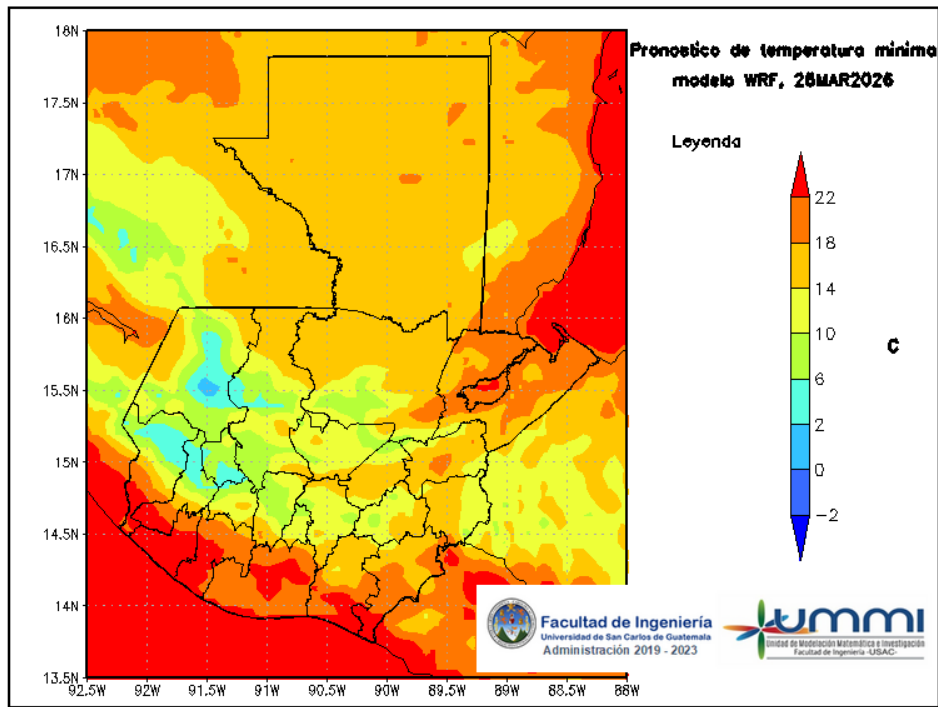 Pronostico de temperatura minima
modelo WRF, 26MAR2026
Leyenda
22
18
14
10
6
2
0
−2
C
18N
17.5N
17N
16.5N
16N
15.5N
15N
14.5N
14N
13.5N
92.5W 92W 91.5W 91W 90.5W 90W 89.5W 89W 88.5W 88W
Facultad de Ingeniería
Universidad de San Carlos de Guatemala
Administración 2019 - 2023
ummi
Unidad de Modelación Matemática e Investigación
Facultad de Ingeniería -USAC-